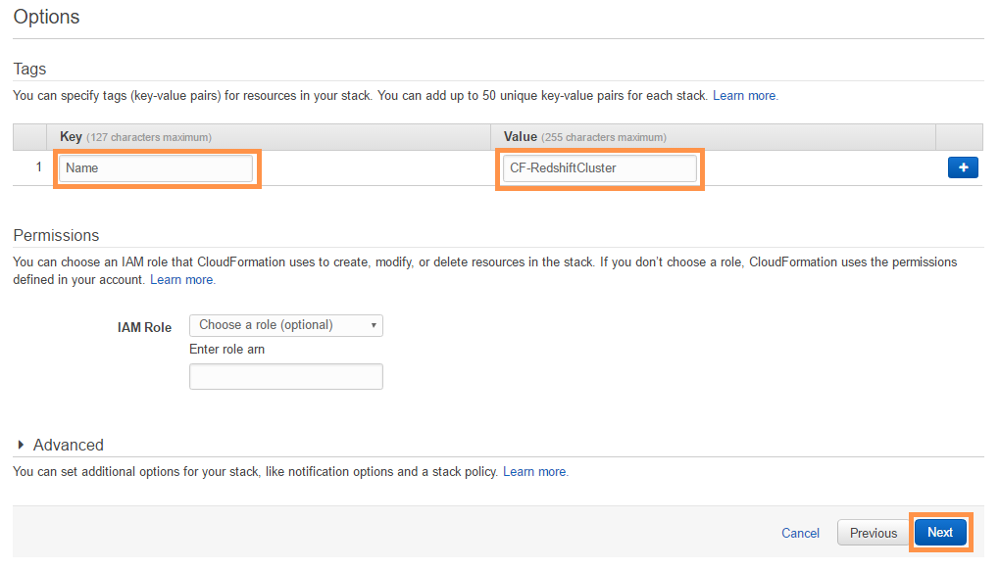 Options
Tags
You can specify tags (key-value pairs) for resources in your stack. You can add up to 50 unique key-value pairs for each stack. Learn more.
Key (127 characters maximum) Value (255 characters maximum)
1 Name CF-RedshiftCluster +
Permissions
You can choose an IAM role that CloudFormation uses to create, modify, or delete resources in the stack. If you don't choose a role, CloudFormation uses the permissions
defined in your account. Learn more.
IAM Role Choose a role (optional)
Enter role arn
Advanced
You can set additional options for your stack, like notification options and a stack policy. Learn more.
Cancel Previous Next